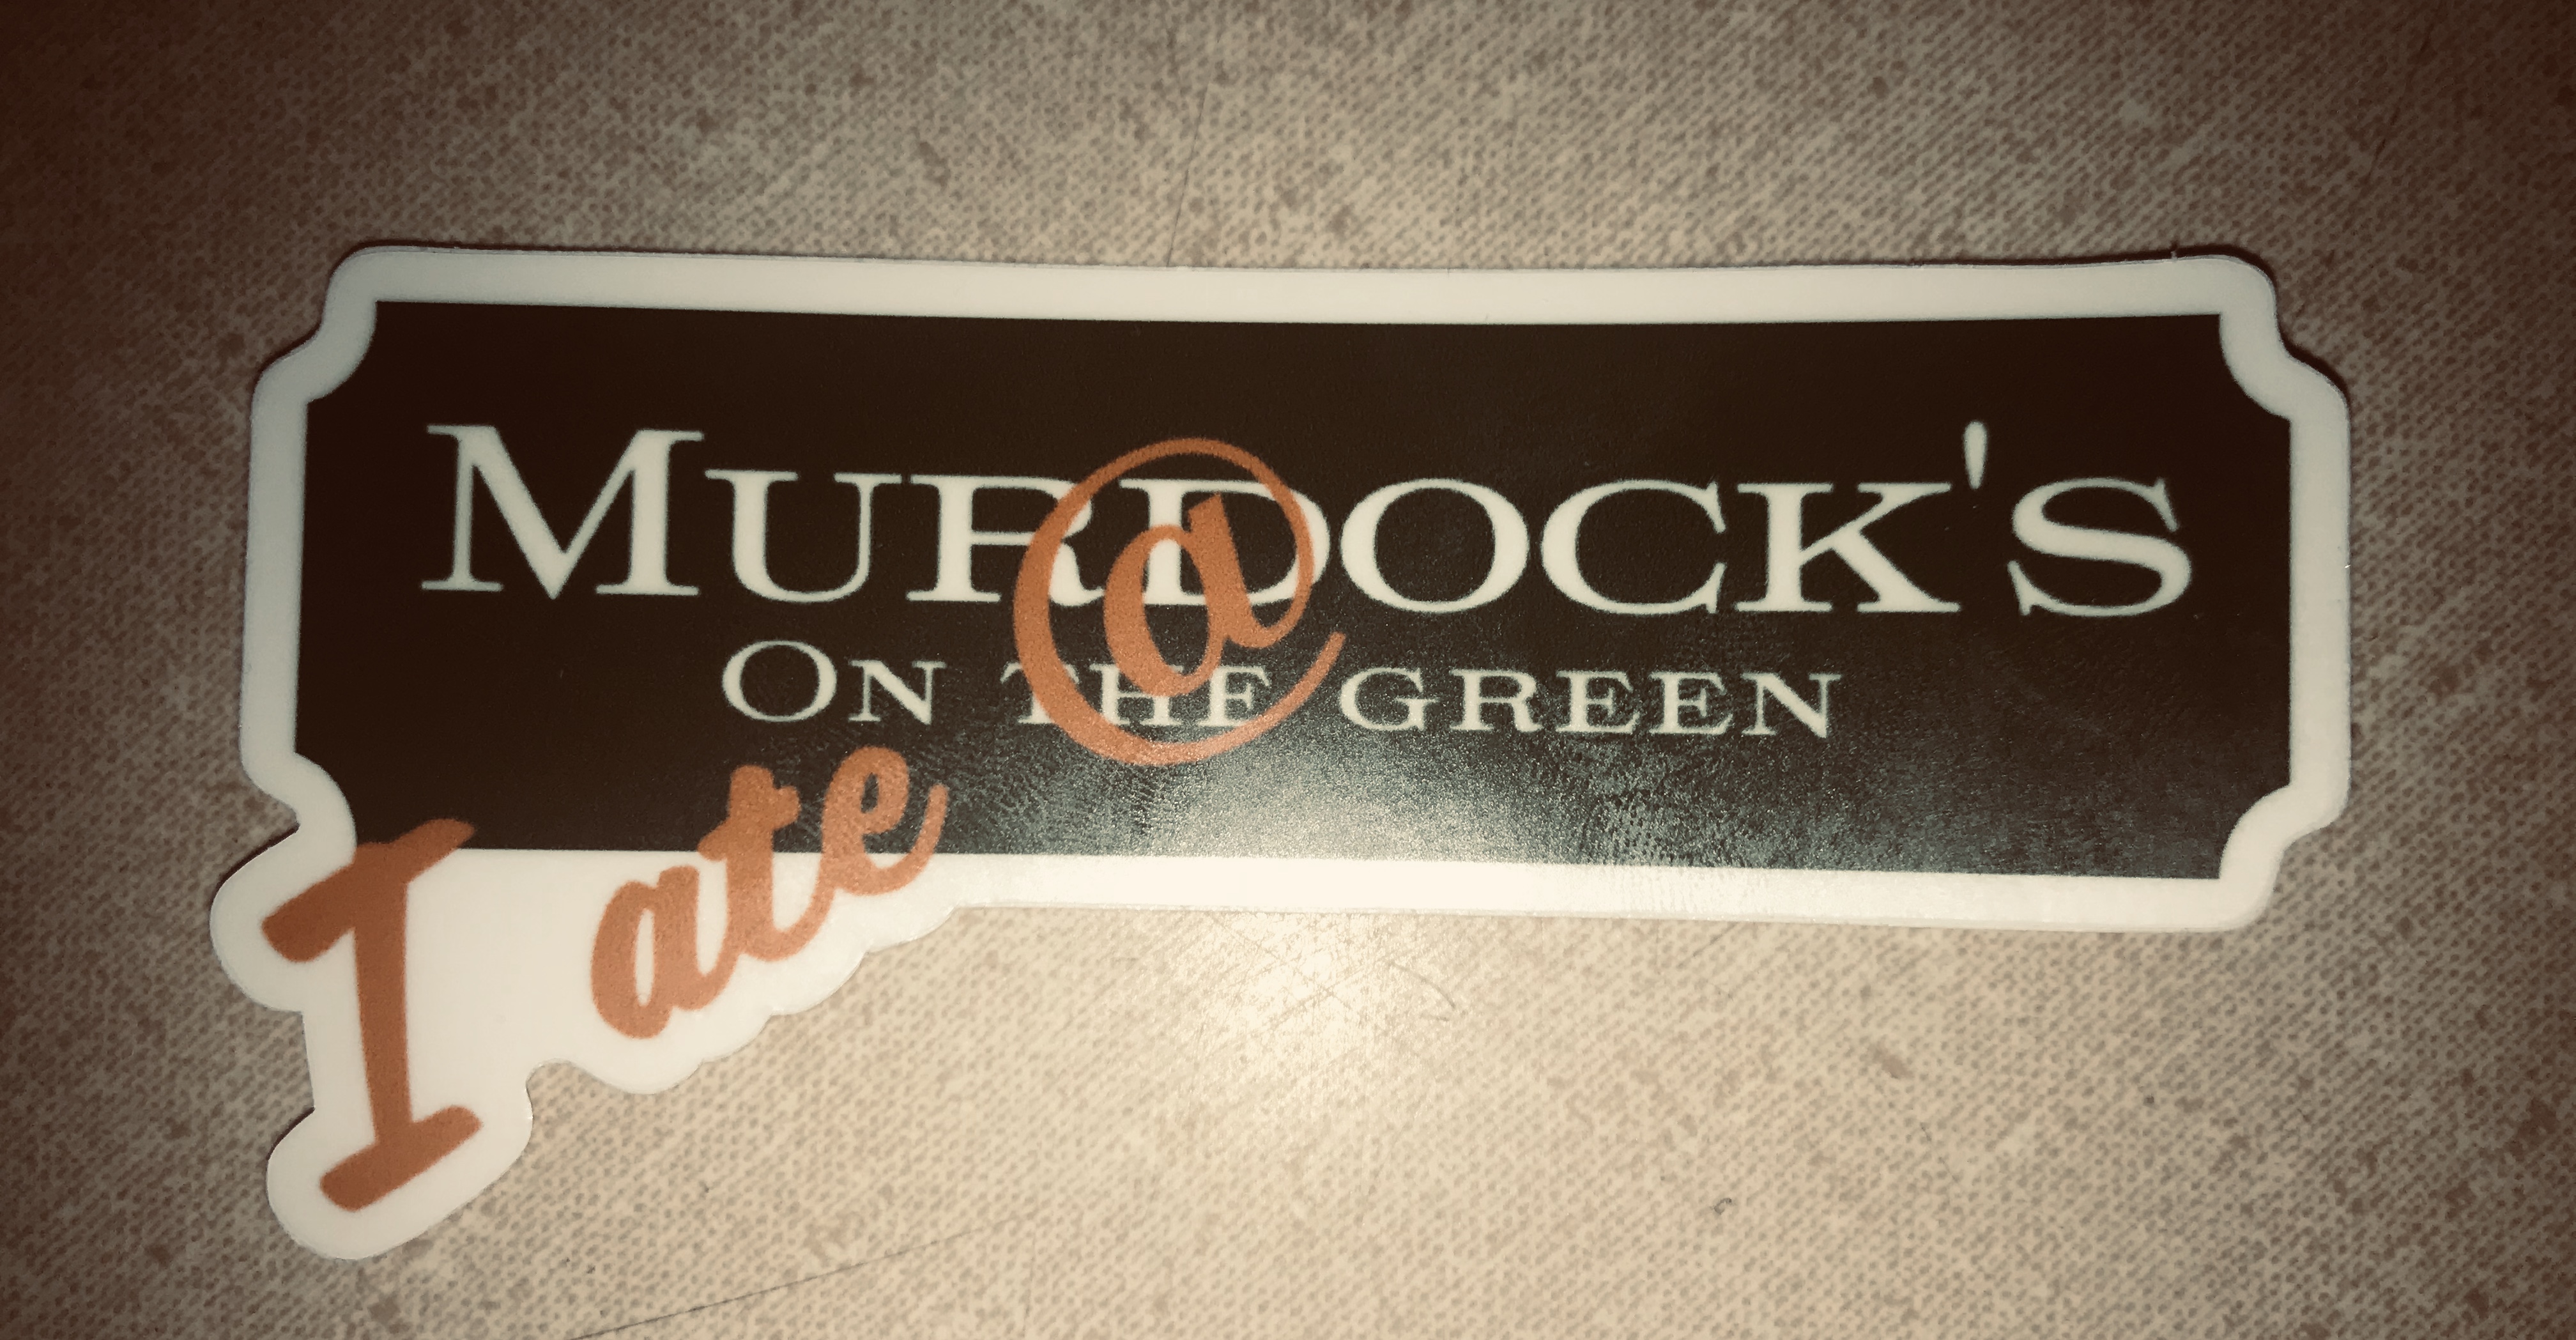 I ate
@
MURDOCK'S
ON THE GREEN